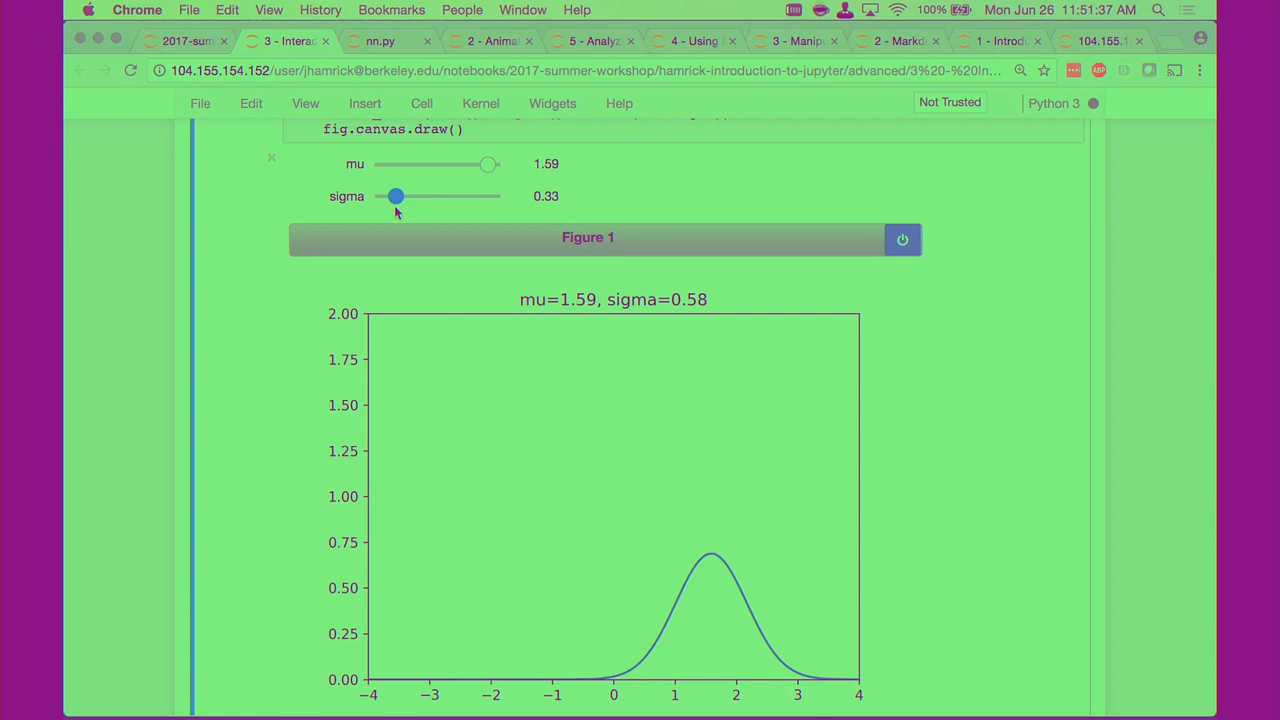 Chrome File Edit View History Bookmarks People Window Help 100% Mon Jun 26 11:51:37 AM
2017-sum 3 - Interac nn.py 2 - Animat 5 - Analyz 4 - Using 3 - Manipu 2 - Markd 1 - Introdu 104.155.1
104.155.154.152/user/jhamrick@berkeley.edu/notebooks/2017-summer-workshop/hamrick-introduction-to-jupyter/advanced/3%20-%20In...
ABP
File Edit View Insert Cell Kernel Widgets Help Not Trusted Python 3
fig.canvas.draw()
mu 1.59
sigma 0.33
Figure 1
mu=1.59, sigma=0.58
2.00
1.75
1.50
1.25
1.00
0.75
0.50
0.25
0.00
−4 −3 −2 −1 0 1 2 3 4